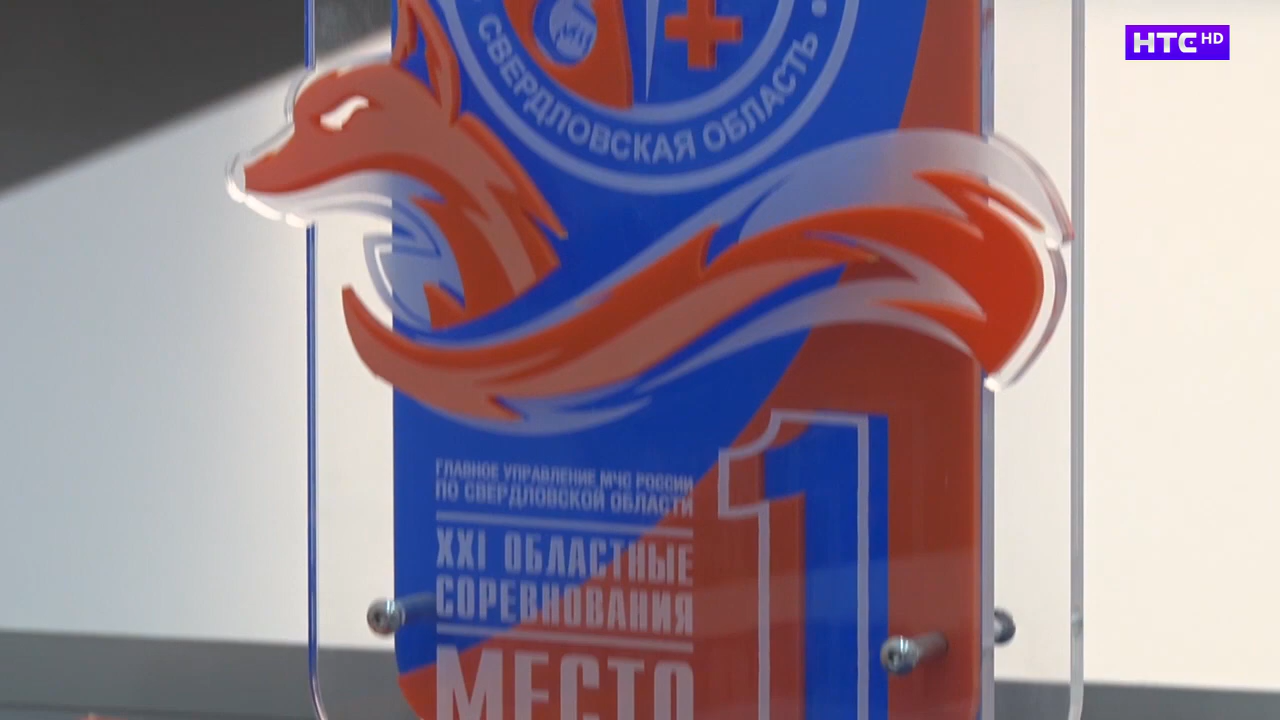 НТС HD
СВЕРДЛОВСКАЯ ОБЛАСТЬ
ГЛАВНОЕ УПРАВЛЕНИЕ МЧС РОССИИ
ПО СВЕРДЛОВСКОЙ ОБЛАСТИ
XXI ОБЛАСТНЫЕ
СОРЕВНОВАНИЯ
МЕСТО
1